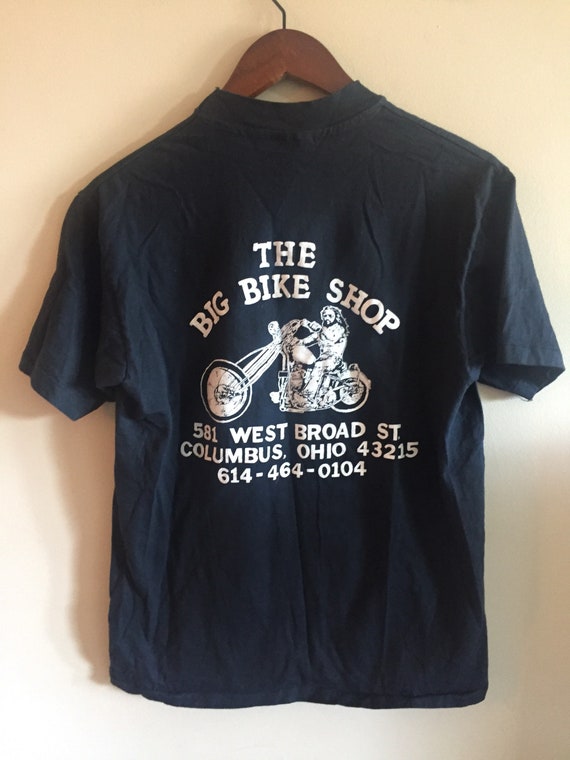 THE
BIG BIKE SHOP
581 WEST BROAD ST.
COLUMBUS, OHIO 43215
614-464-0104